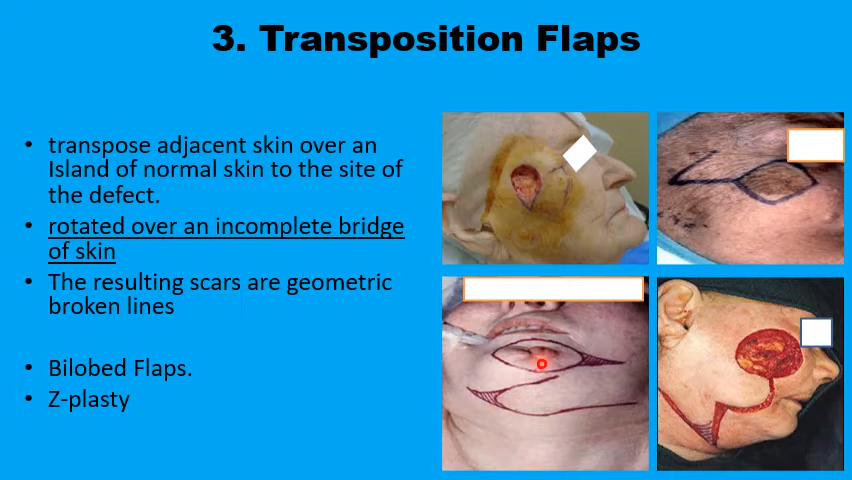 3. Transposition Flaps
• transpose adjacent skin over an
Island of normal skin to the site of
the defect.
• rotated over an incomplete bridge
of skin
• The resulting scars are geometric
broken lines
• Bilobed Flaps.
• Z-plasty